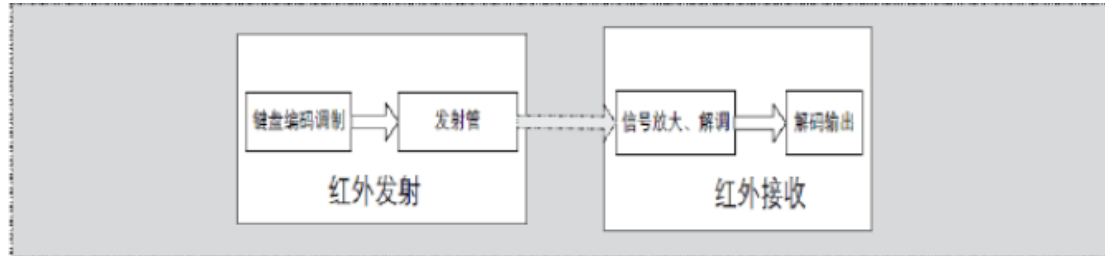 键盘编码调制
发射管
信号放大、解调
解码输出
红外发射
红外接收